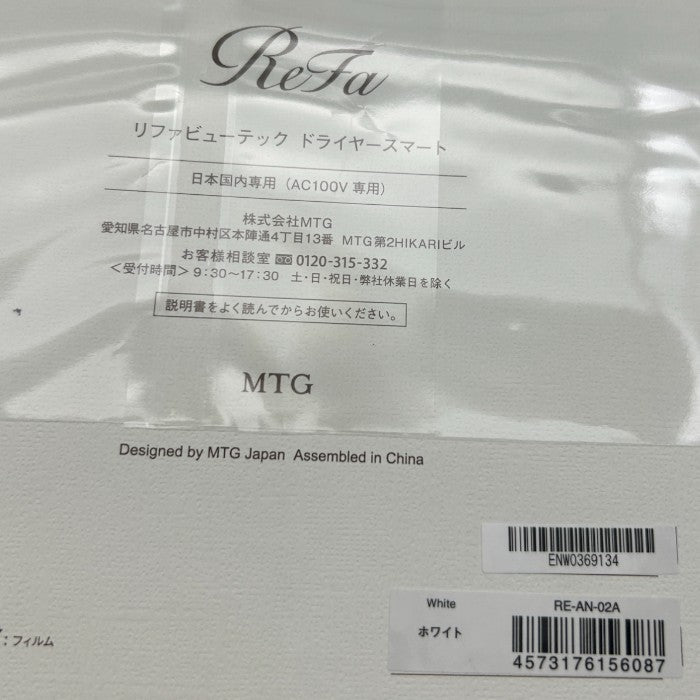 ReFa
リファビューテック ドライヤースマート
日本国内専用（AC100V 専用）
株式会社MTG
愛知県名古屋市中村区本陣通4丁目13番 MTG第2HIKARIビル
お客様相談室 0120-315-332
＜受付時間＞9:30〜17:30 土・日・祝日・弊社休業日を除く
説明書をよく読んでからお使いください。
MTG
Designed by MTG Japan Assembled in China
ENW0369134
White RE-AN-02A
ホワイト
4573176156087
：フィルム